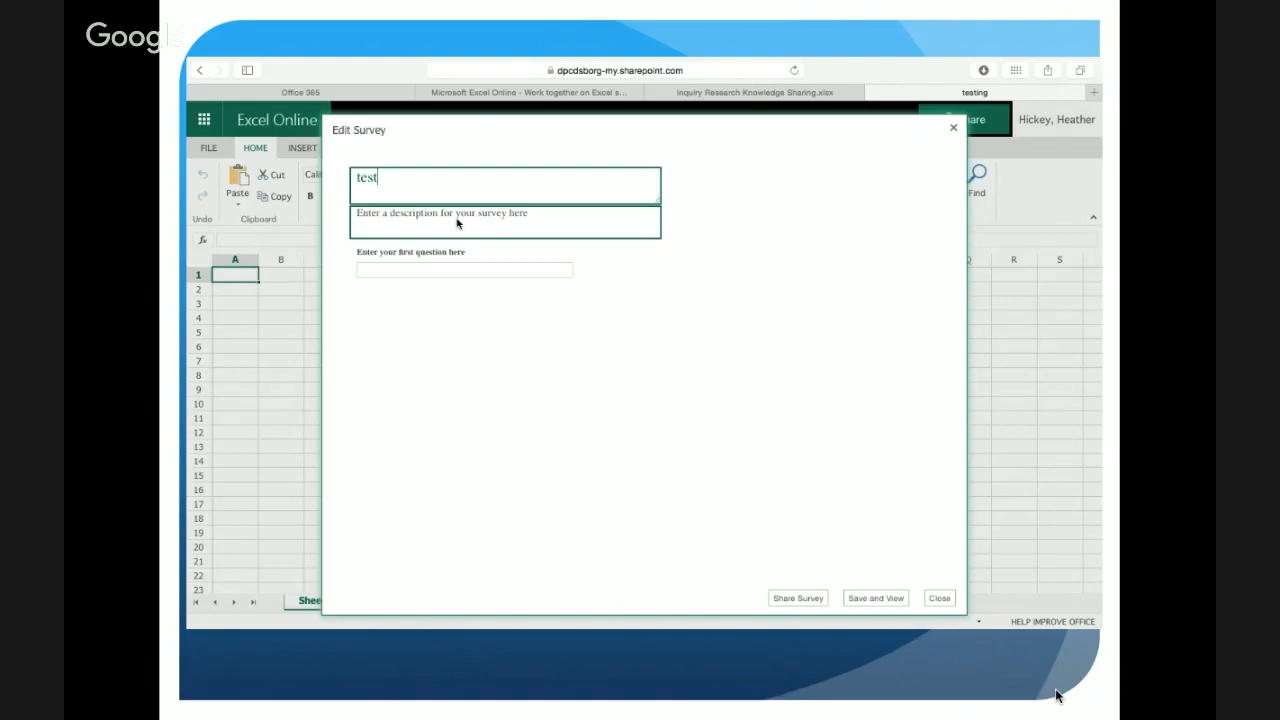 Google
dpcdsborg-my.sharepoint.com
Office 365
Microsoft Excel Online - Work together on Excel s...
Inquiry Research Knowledge Sharing.xlsx
testing
Excel Online
Edit Survey
Hickey, Heather
FILE
HOME
INSERT
test
Cut
Paste
Copy
B
Find
Undo
Clipboard
Enter a description for your survey here
fx
Enter your first question here
A
B
R
S
1
2
3
4
5
6
7
8
9
10
11
12
13
14
15
16
17
18
19
20
21
22
23
Share Survey
Save and View
Close
HELP IMPROVE OFFICE